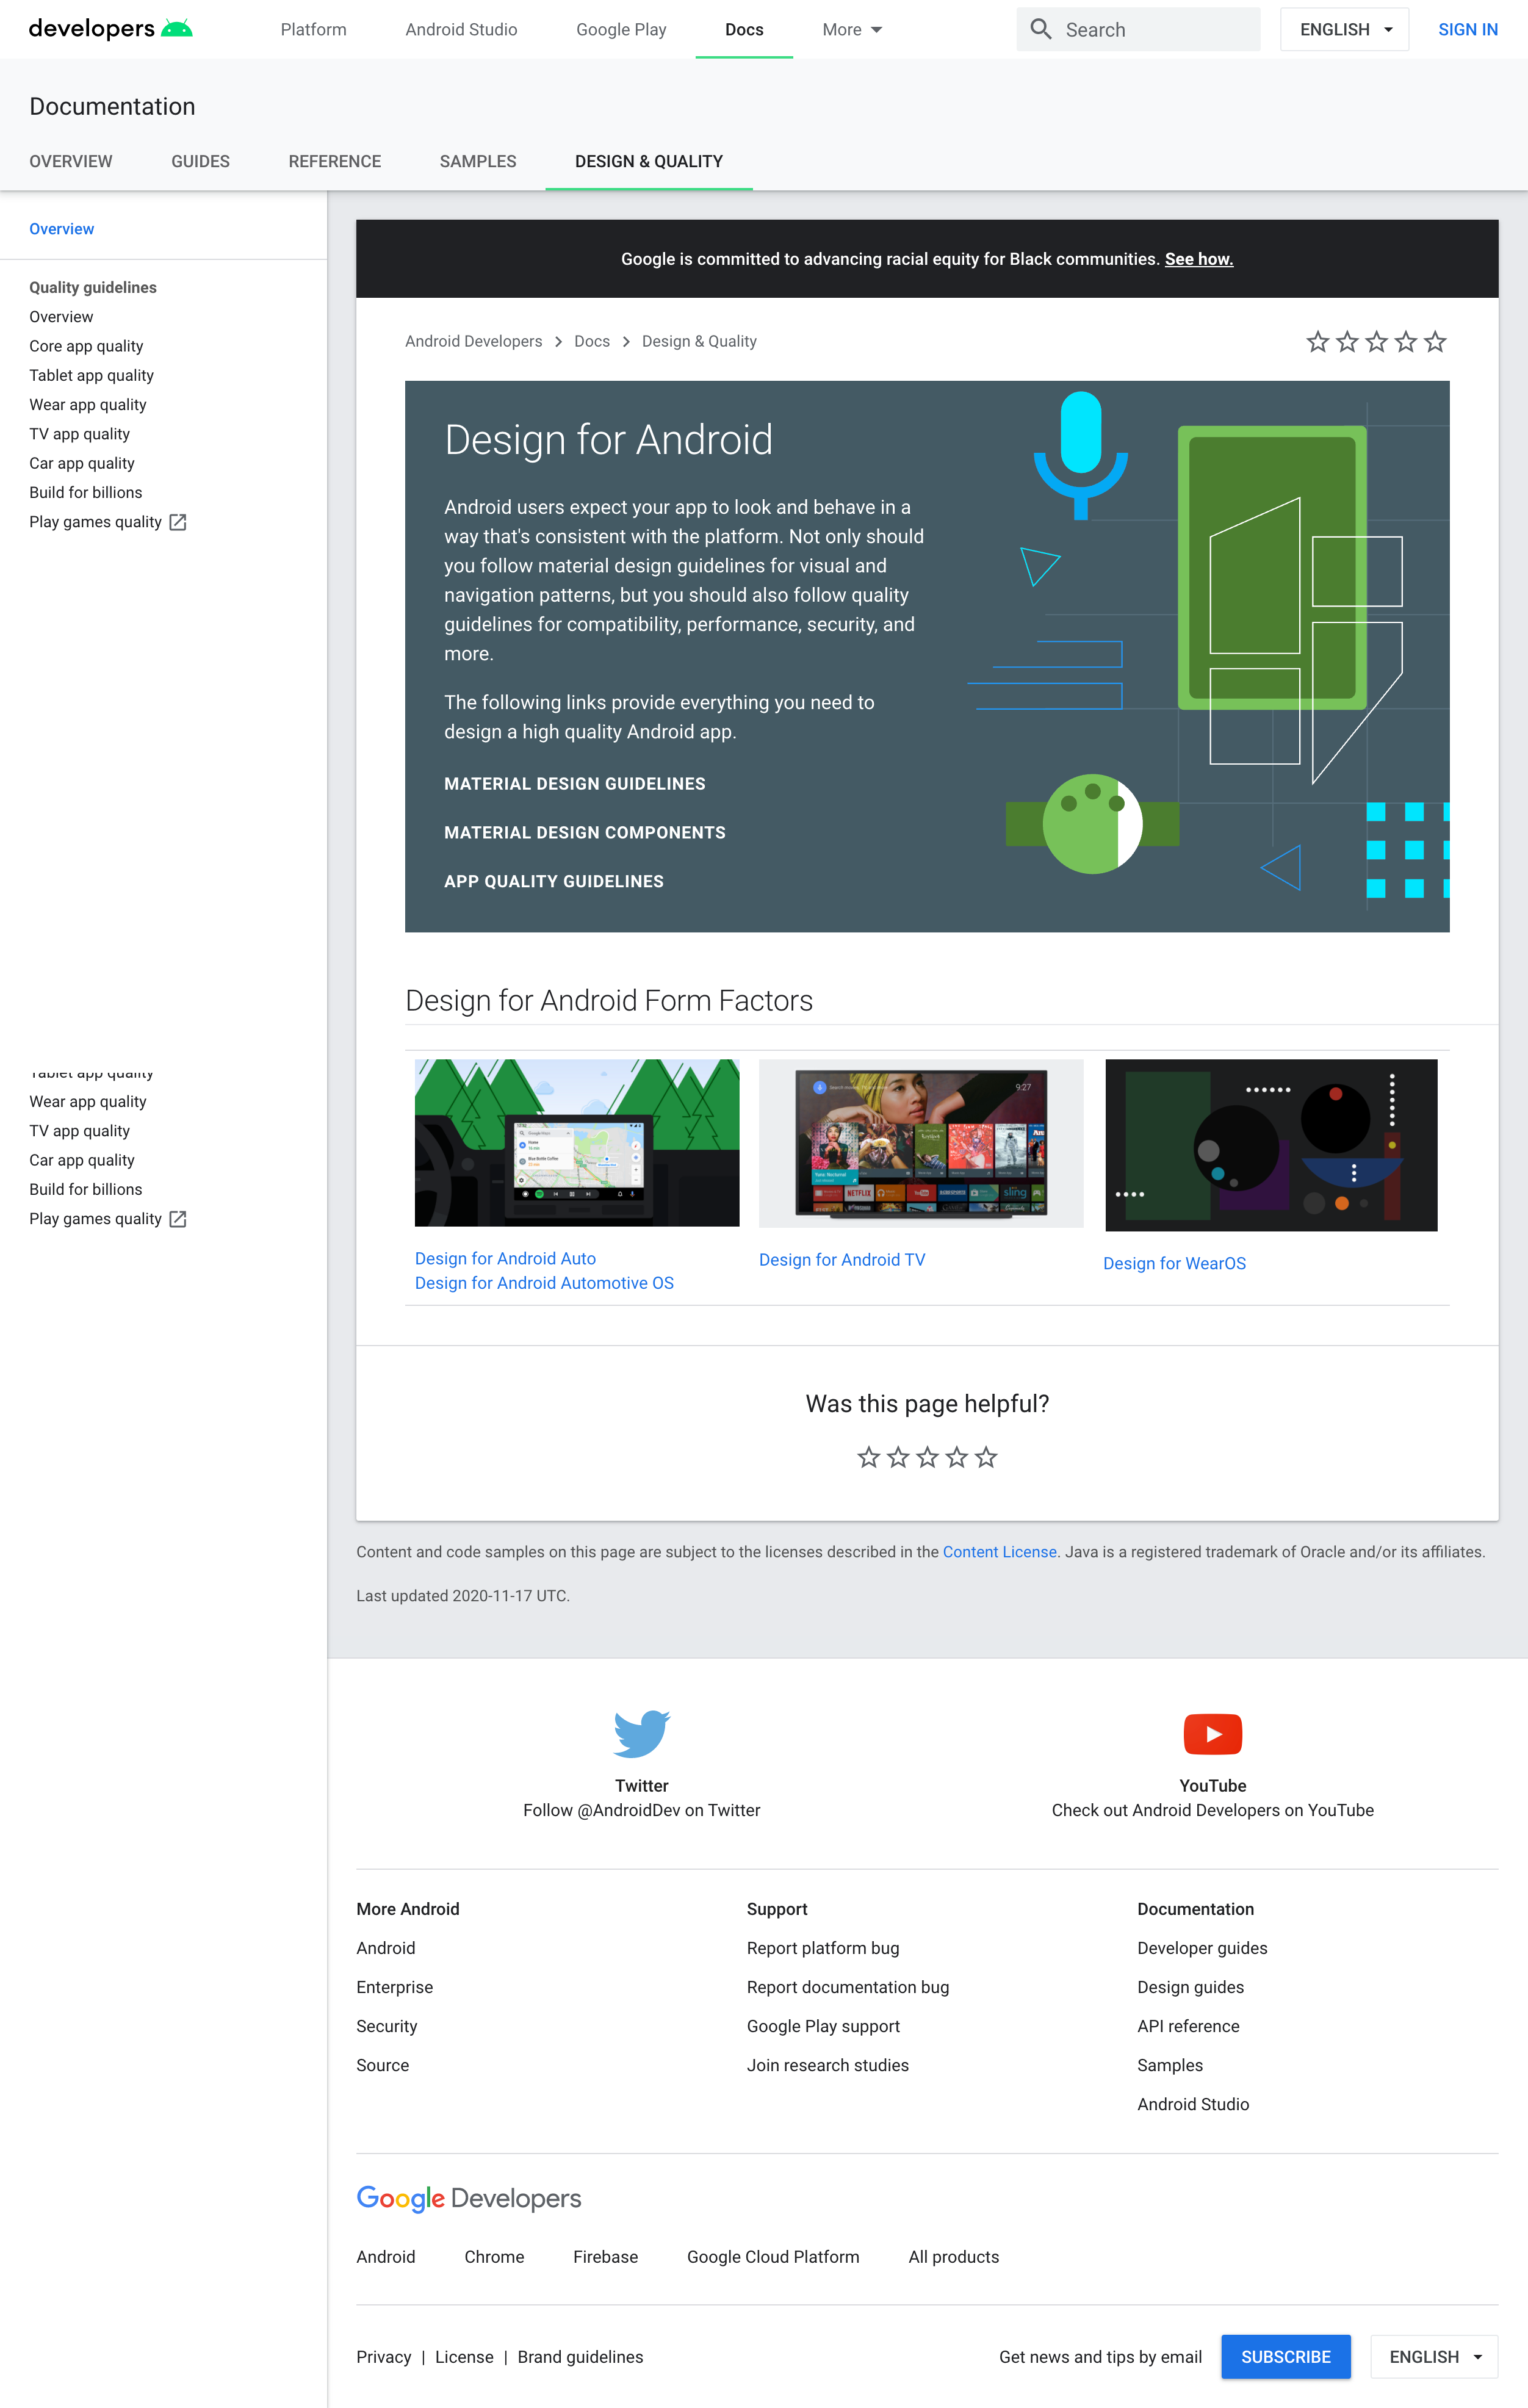 developers
Platform
Android Studio
Google Play
Docs
More
Search
ENGLISH
SIGN IN
Documentation
OVERVIEW
GUIDES
REFERENCE
SAMPLES
DESIGN & QUALITY
Overview
Quality guidelines
Overview
Core app quality
Tablet app quality
Wear app quality
TV app quality
Car app quality
Build for billions
Play games quality
Google is committed to advancing racial equity for Black communities. See how.
Android Developers > Docs > Design & Quality
Design for Android
Android users expect your app to look and behave in a
way that's consistent with the platform. Not only should
you follow material design guidelines for visual and
navigation patterns, but you should also follow quality
guidelines for compatibility, performance, security, and
more.
The following links provide everything you need to
design a high quality Android app.
MATERIAL DESIGN GUIDELINES
MATERIAL DESIGN COMPONENTS
APP QUALITY GUIDELINES
Design for Android Form Factors
Tablet app quality
Wear app quality
TV app quality
Car app quality
Build for billions
Play games quality
9:27
NETFLIX
YouTube
sling
Design for Android Auto
Design for Android Automotive OS
Design for Android TV
Design for WearOS
Was this page helpful?
Content and code samples on this page are subject to the licenses described in the Content License. Java is a registered trademark of Oracle and/or its affiliates.
Last updated 2020-11-17 UTC.
Twitter
Follow @AndroidDev on Twitter
YouTube
Check out Android Developers on YouTube
More Android
Android
Enterprise
Security
Source
Support
Report platform bug
Report documentation bug
Google Play support
Join research studies
Documentation
Developer guides
Design guides
API reference
Samples
Android Studio
Google Developers
Android
Chrome
Firebase
Google Cloud Platform
All products
Privacy | License | Brand guidelines
Get news and tips by email
SUBSCRIBE
ENGLISH